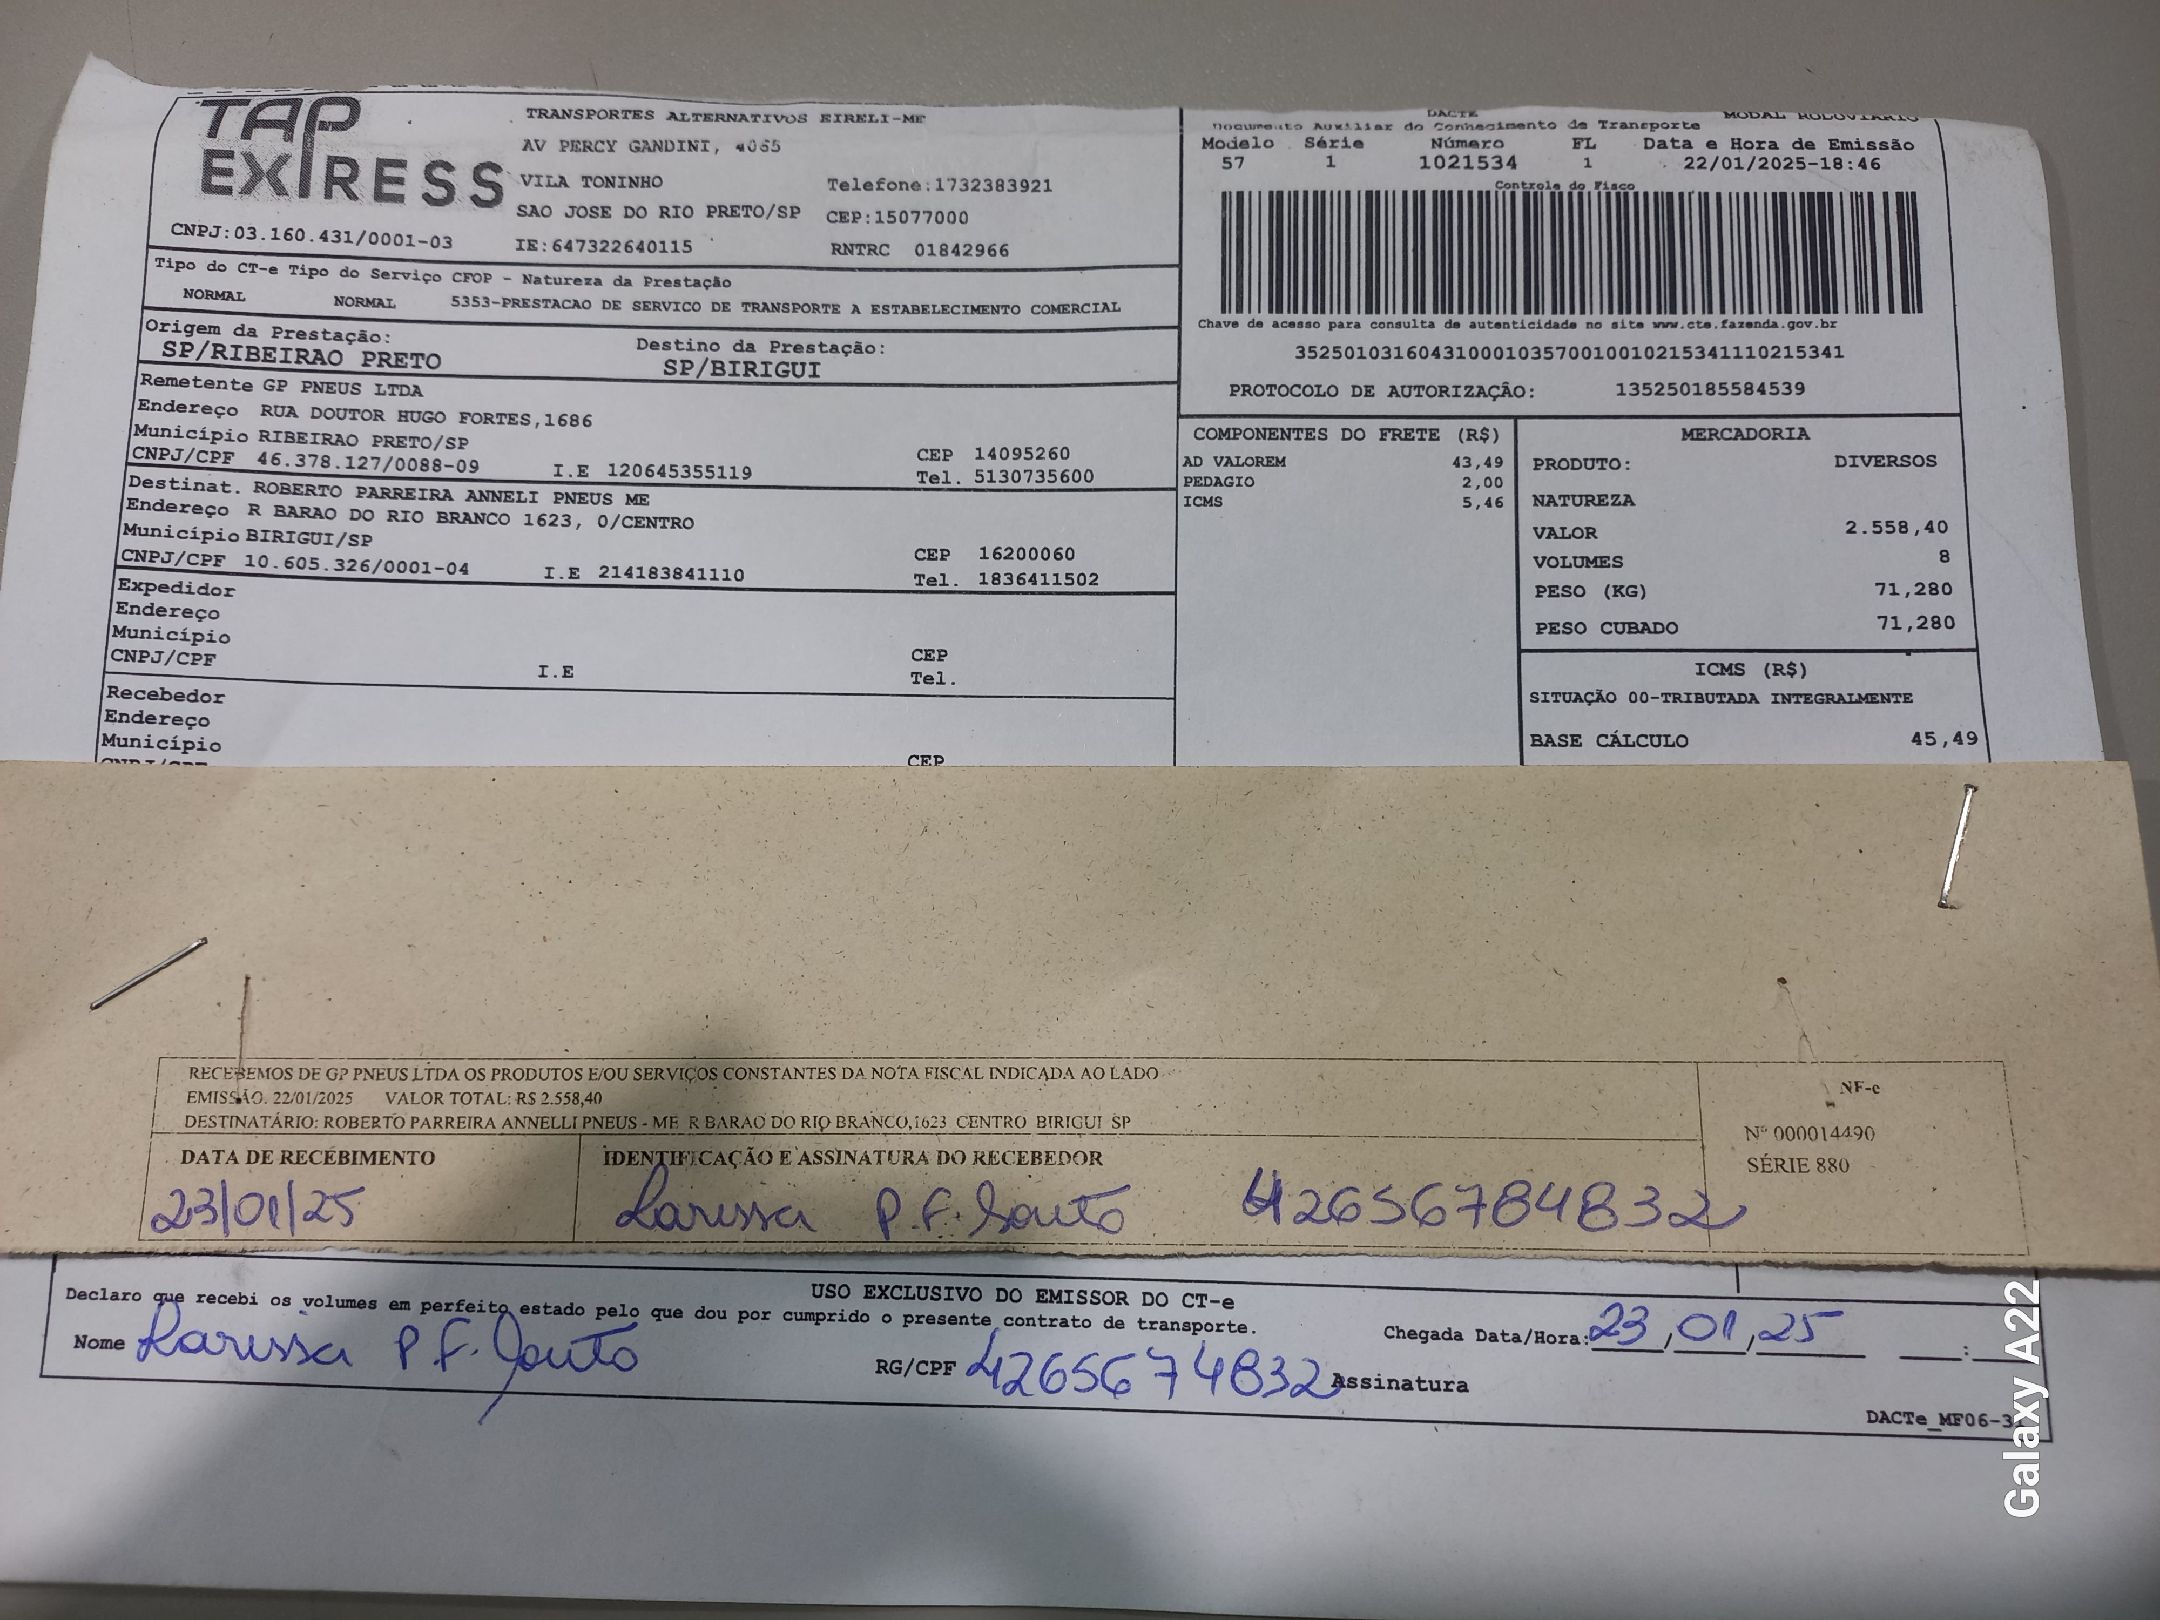 TAP EXPRESS
TRANSPORTES ALTERNATIVOS EIRELI-ME
AV PERCY GANDINI, 4065
VILA TONINHO Telefone:1732383921
SAO JOSE DO RIO PRETO/SP CEP:15077000
CNPJ:03.160.431/0001-03 IE:647322640115 RNTRC 01842966
DACTE MODAL RODOVIÁRIO
Documento Auxiliar do Conhecimento de Transporte
Modelo Série Número FL Data e Hora de Emissão
57 1 1021534 1 22/01/2025-18:46
Controle do Fisco
Chave de acesso para consulta de autenticidade no site www.cte.fazenda.gov.br
35250103160431000103570010010215341110215341
PROTOCOLO DE AUTORIZAÇÃO: 135250185584539
Tipo do CT-e Tipo do Serviço CFOP - Natureza da Prestação
NORMAL NORMAL 5353-PRESTACAO DE SERVICO DE TRANSPORTE A ESTABELECIMENTO COMERCIAL
Origem da Prestação: Destino da Prestação:
SP/RIBEIRAO PRETO SP/BIRIGUI
Remetente GP PNEUS LTDA
Endereço RUA DOUTOR HUGO FORTES,1686
Município RIBEIRAO PRETO/SP CEP 14095260
CNPJ/CPF 46.378.127/0088-09 I.E 120645355119 Tel. 5130735600
Destinat. ROBERTO PARREIRA ANNELI PNEUS ME
Endereço R BARAO DO RIO BRANCO 1623, 0/CENTRO
Município BIRIGUI/SP CEP 16200060
CNPJ/CPF 10.605.326/0001-04 I.E 214183841110 Tel. 1836411502
Expedidor
Endereço
Município CEP
CNPJ/CPF I.E Tel.
Recebedor
Endereço
Município
CNPJ/CPF CEP
COMPONENTES DO FRETE (R$)
AD VALOREM 43,49
PEDAGIO 2,00
ICMS 5,46
MERCADORIA
PRODUTO: DIVERSOS
NATUREZA
VALOR 2.558,40
VOLUMES 8
PESO (KG) 71,280
PESO CUBADO 71,280
ICMS (R$)
SITUAÇÃO 00-TRIBUTADA INTEGRALMENTE
BASE CÁLCULO 45,49
RECEBEMOS DE GP PNEUS LTDA OS PRODUTOS E/OU SERVIÇOS CONSTANTES DA NOTA FISCAL INDICADA AO LADO
EMISSÃO. 22/01/2025 VALOR TOTAL: R$ 2.558,40
DESTINATÁRIO: ROBERTO PARREIRA ANNELLI PNEUS - ME R BARAO DO RIO BRANCO,1623 CENTRO BIRIGUI SP
NF-e
Nº 000014490
SÉRIE 880
DATA DE RECEBIMENTO IDENTIFICAÇÃO E ASSINATURA DO RECEBEDOR
23/01/25 Larissa P.F. Souto 42656784832
USO EXCLUSIVO DO EMISSOR DO CT-e
Declaro que recebi os volumes em perfeito estado pelo que dou por cumprido o presente contrato de transporte.
Nome Larissa P.F. Souto RG/CPF 4265674832 Assinatura
Chegada Data/Hora: 23,01,25 :
DACTe_MF06-3
Galaxy A22